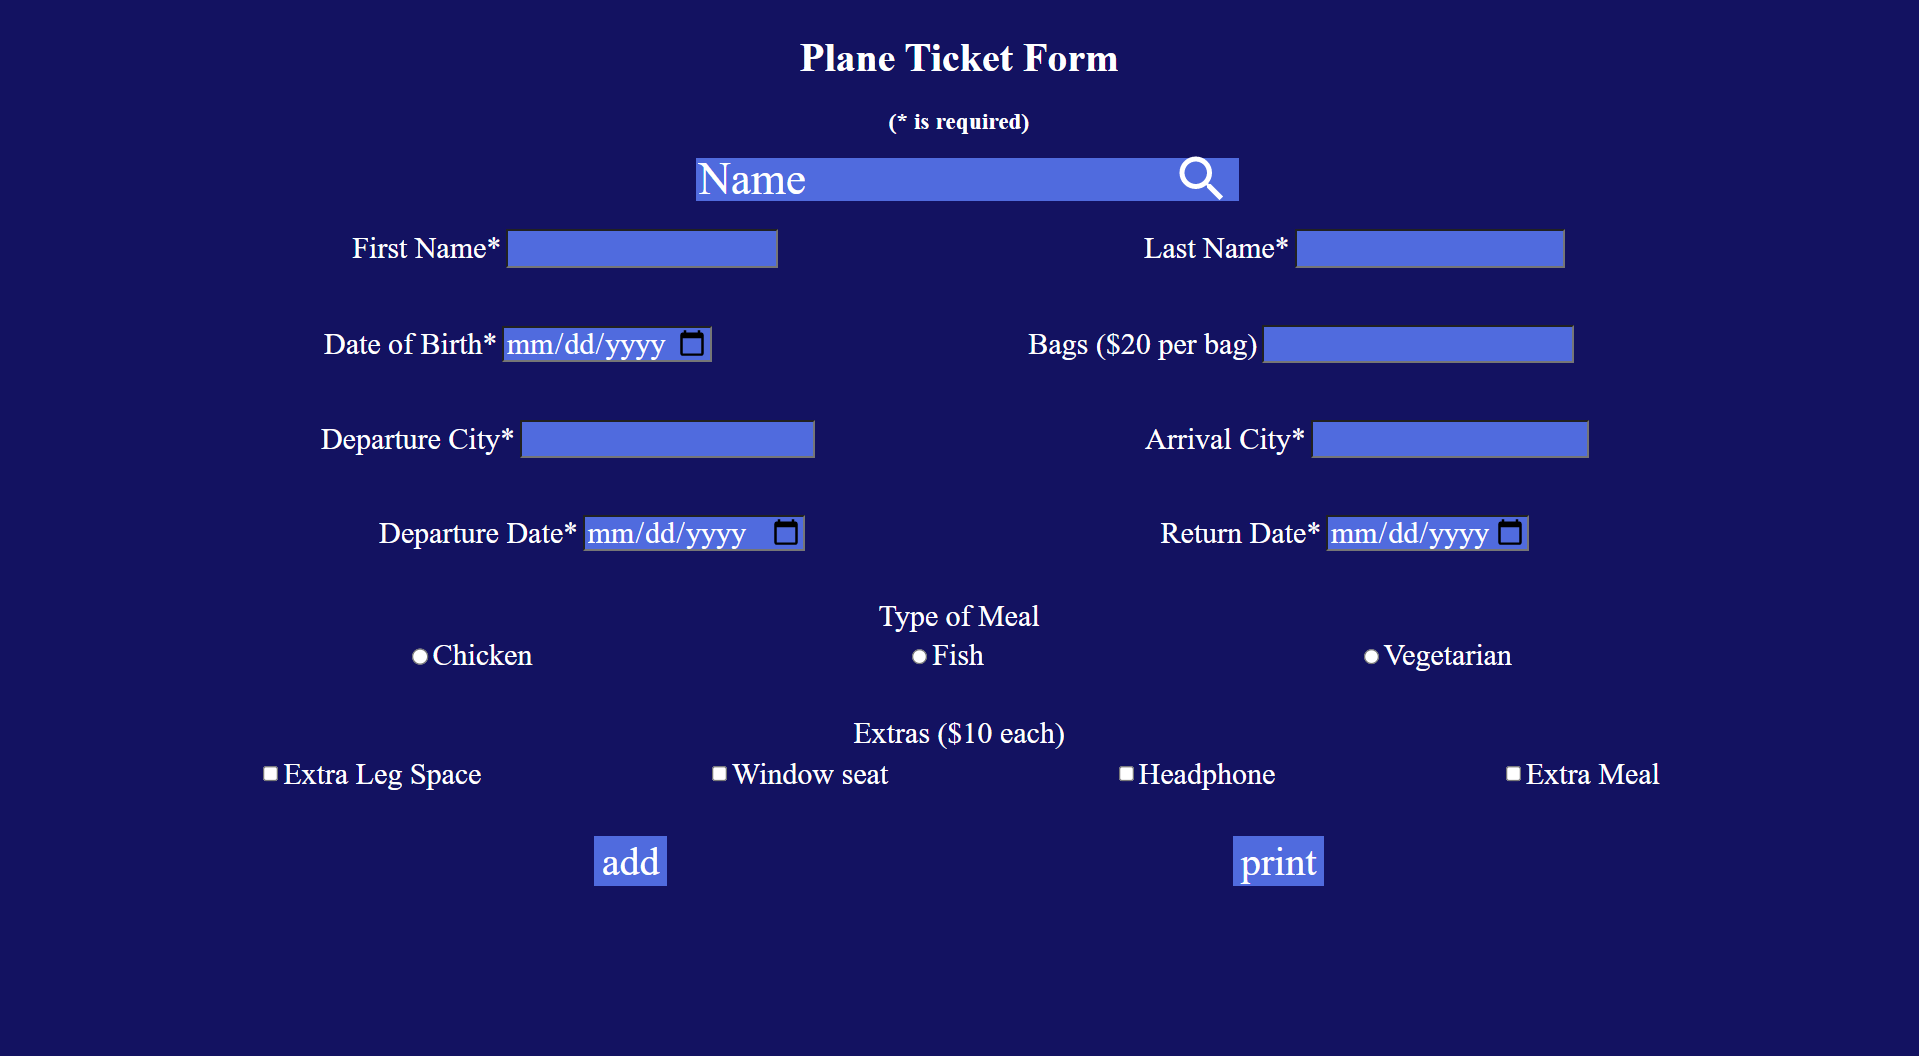 Plane Ticket Form
(* is required)
Name
First Name* Last Name*
Date of Birth* mm/dd/yyyy Bags ($20 per bag)
Departure City* Arrival City*
Departure Date* mm/dd/yyyy Return Date* mm/dd/yyyy
Type of Meal
Chicken Fish Vegetarian
Extras ($10 each)
Extra Leg Space Window seat Headphone Extra Meal
add print